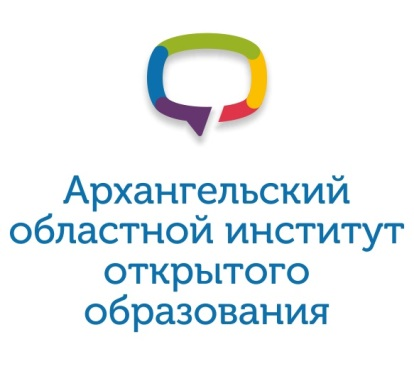 Архангельский
областной институт
открытого
образования